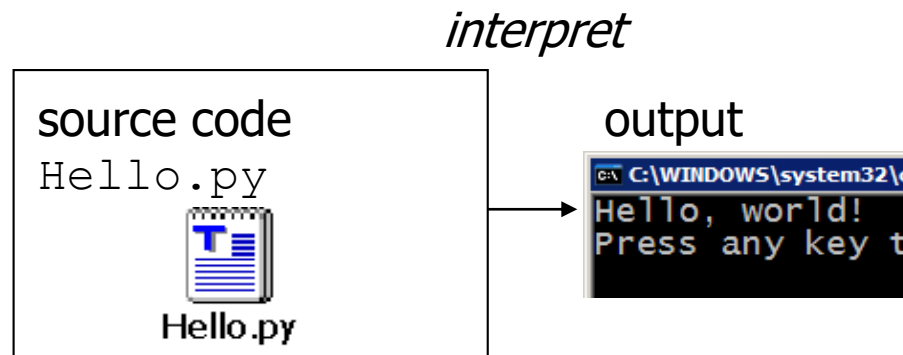 interpret
source code
Hello.py
Hello.py
output
C:\WINDOWS\system32\
Hello, world!
Press any key